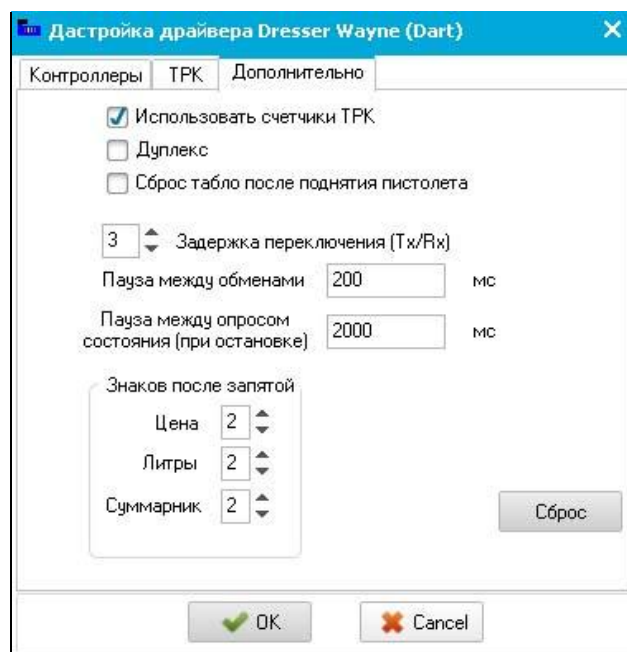 Дастройка драйвера Dresser Wayne (Dart)
Контроллеры ТРК Дополнительно
Использовать счетчики ТРК
Дуплекс
Сброс табло после поднятия пистолета
3 Задержка переключения (Tx/Rx)
Пауза между обменами 200 мс
Пауза между опросом
состояния (при остановке) 2000 мс
Знаков после запятой
Цена 2
Литры 2
Суммарник 2
Сброс
OK Cancel